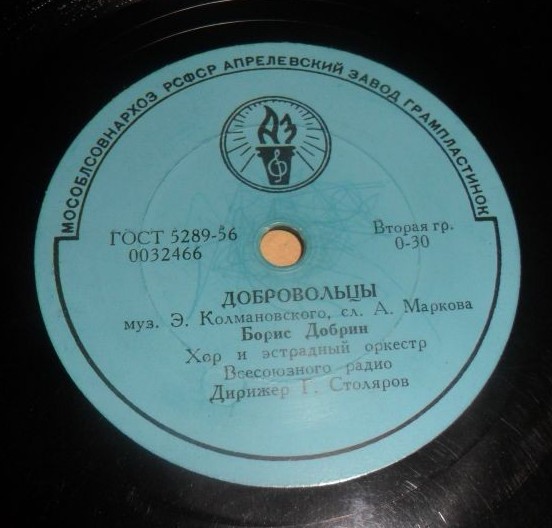 МОСОБЛСОВНАРХОЗ РСФСР АПРЕЛЕВСКИЙ ЗАВОД ГРАМПЛАСТИНОК
АЗ
ГОСТ 5289-56
0032466
Вторая гр.
0-30
ДОБРОВОЛЬЦЫ
муз. Э. Колмановского, сл. А. Маркова
Борис Добрин
Хор и эстрадный оркестр
Всесоюзного радио
Дирижер Г. Столяров